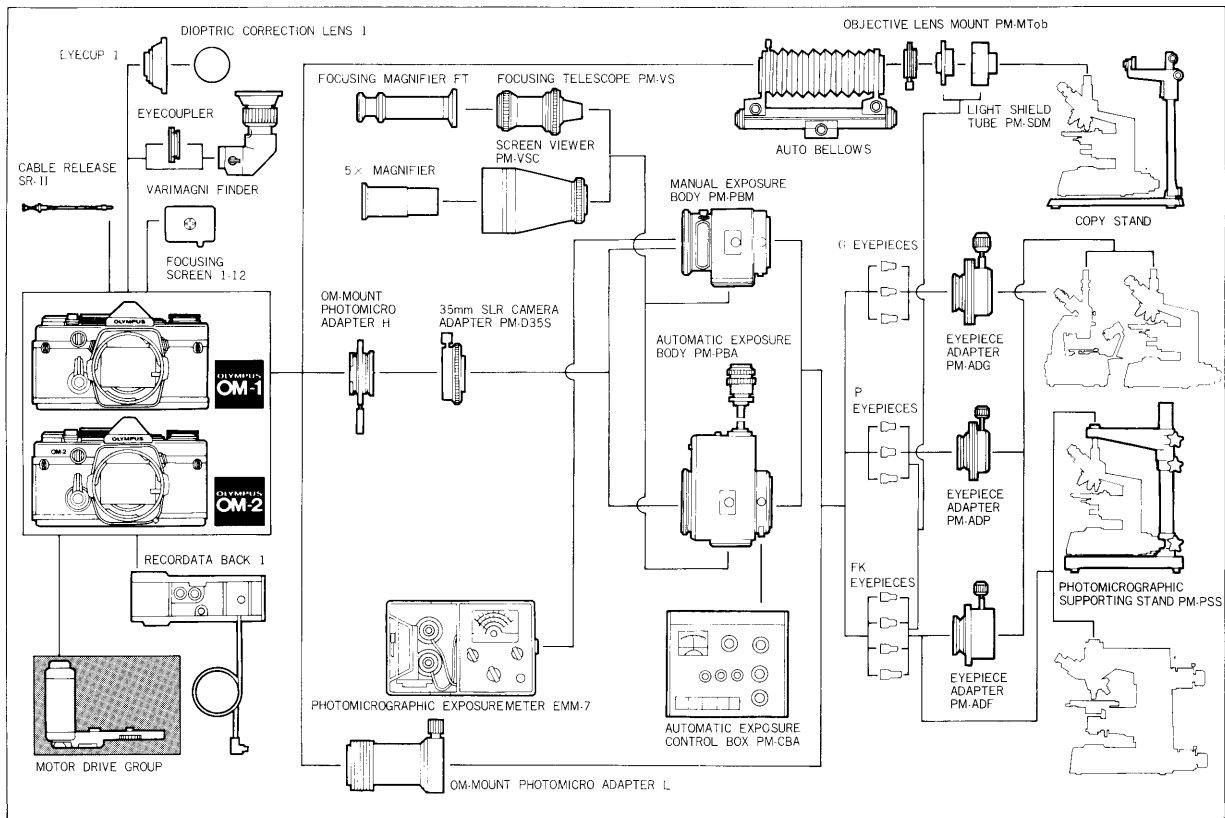 DIOPTRIC CORRECTION LENS 1
EYECUP 1
EYECOUPLER
CABLE RELEASE
SR-11
VARIMAGNI FINDER
FOCUSING
SCREEN 1-12
OLYMPUS
OLYMPUS
OM-1
OM-2
OLYMPUS
OLYMPUS
OM-2
RECORDATA BACK 1
MOTOR DRIVE GROUP
FOCUSING MAGNIFIER FT
FOCUSING TELESCOPE PM-VS
SCREEN VIEWER
PM-VSC
5× MAGNIFIER
OM-MOUNT
PHOTOMICRO
ADAPTER H
35mm SLR CAMERA
ADAPTER PM-D35S
PHOTOMICROGRAPHIC EXPOSUREMETER EMM-7
OM-MOUNT PHOTOMICRO ADAPTER L
OBJECTIVE LENS MOUNT PM-MTob
LIGHT SHIELD
TUBE PM-SDM
AUTO BELLOWS
MANUAL EXPOSURE
BODY PM-PBM
AUTOMATIC EXPOSURE
BODY PM-PBA
AUTOMATIC EXPOSURE
CONTROL BOX PM-CBA
COPY STAND
G EYEPIECES
EYEPIECE
ADAPTER
PM-ADG
P
EYEPIECES
EYEPIECE
ADAPTER
PM-ADP
FK
EYEPIECES
EYEPIECE
ADAPTER
PM-ADF
PHOTOMICROGRAPHIC
SUPPORTING STAND PM-PSS